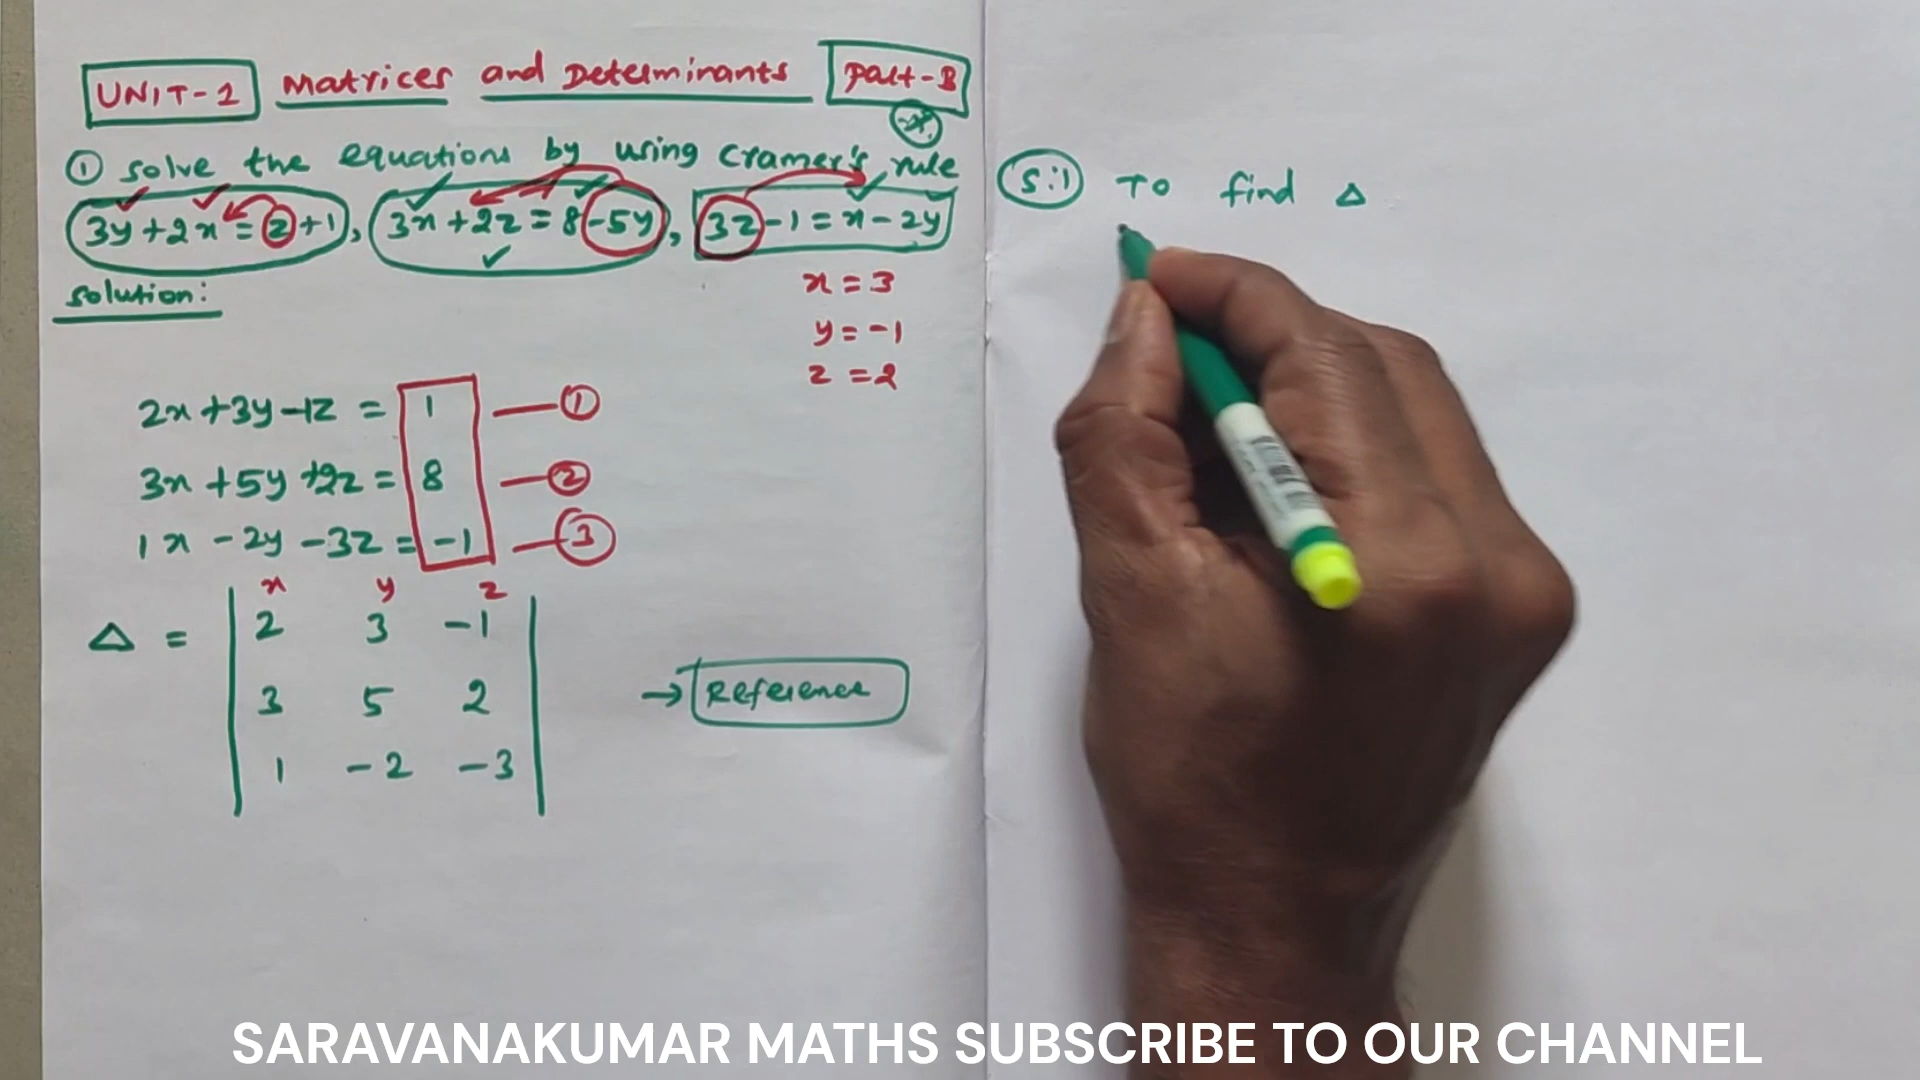 UNIT-1 Matrices and Determinants Part-B
① solve the equations by using Cramer's rule
3y+2x=z+1, 3x+2z=8-5y, 3z-1=x-2y
solution:
x=3
y=-1
z=2
2x+3y-1z = 1 — ①
3x+5y+2z = 8 — ②
1x-2y-3z = -1 — ③
x y z
Δ = | 2 3 -1 |
3 5 2
1 -2 -3
→ Reference
S:1 To find Δ
SARAVANAKUMAR MATHS SUBSCRIBE TO OUR CHANNEL